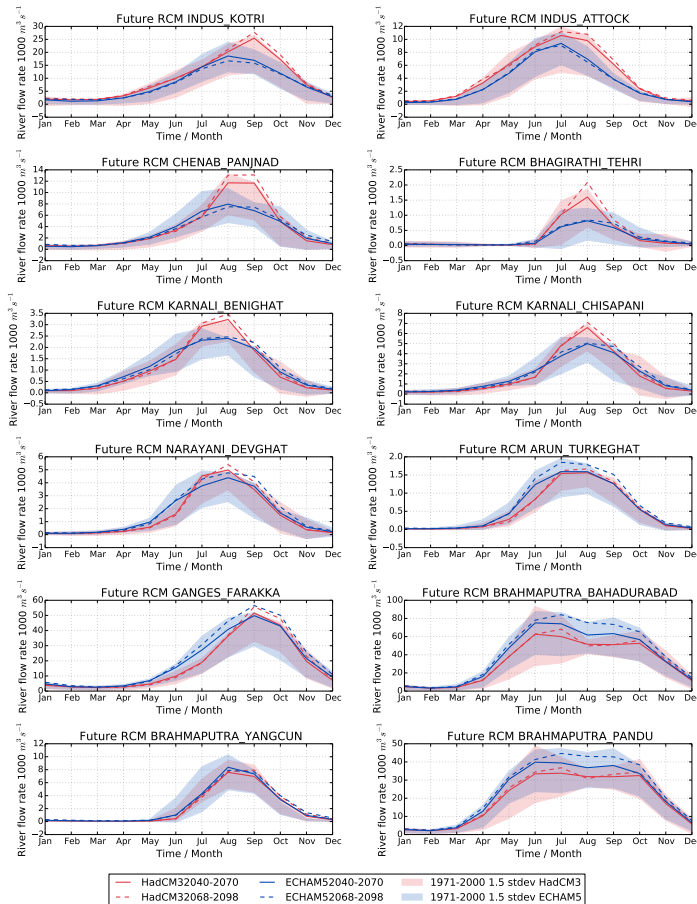 Future RCM INDUS_KOTRI
River flow rate 1000 m³s⁻¹
30
25
20
15
10
5
0
−5
Jan Feb Mar Apr May Jun Jul Aug Sep Oct Nov Dec
Time / Month
Future RCM INDUS_ATTOCK
River flow rate 1000 m³s⁻¹
12
10
8
6
4
2
0
−2
Jan Feb Mar Apr May Jun Jul Aug Sep Oct Nov De
Time / Month
Future RCM CHENAB_PANJNAD
River flow rate 1000 m³s⁻¹
14
12
10
8
6
4
2
0
−2
Jan Feb Mar Apr May Jun Jul Aug Sep Oct Nov Dec
Time / Month
Future RCM BHAGIRATHI_TEHRI
River flow rate 1000 m³s⁻¹
2.5
2.0
1.5
1.0
0.5
0.0
−0.5
Jan Feb Mar Apr May Jun Jul Aug Sep Oct Nov De
Time / Month
Future RCM KARNALI_BENIGHAT
River flow rate 1000 m³s⁻¹
3.5
3.0
2.5
2.0
1.5
1.0
0.5
0.0
−0.5
Jan Feb Mar Apr May Jun Jul Aug Sep Oct Nov Dec
Time / Month
Future RCM KARNALI_CHISAPANI
River flow rate 1000 m³s⁻¹
8
7
6
5
4
3
2
1
0
−1
Jan Feb Mar Apr May Jun Jul Aug Sep Oct Nov De
Time / Month
Future RCM NARAYANI_DEVGHAT
River flow rate 1000 m³s⁻¹
6
5
4
3
2
1
0
−1
Jan Feb Mar Apr May Jun Jul Aug Sep Oct Nov Dec
Time / Month
Future RCM ARUN_TURKEGHAT
River flow rate 1000 m³s⁻¹
2.0
1.5
1.0
0.5
0.0
−0.5
Jan Feb Mar Apr May Jun Jul Aug Sep Oct Nov De
Time / Month
Future RCM GANGES_FARAKKA
River flow rate 1000 m³s⁻¹
60
50
40
30
20
10
0
Jan Feb Mar Apr May Jun Jul Aug Sep Oct Nov Dec
Time / Month
Future RCM BRAHMAPUTRA_BAHADURABAD
River flow rate 1000 m³s⁻¹
100
80
60
40
20
0
Jan Feb Mar Apr May Jun Jul Aug Sep Oct Nov De
Time / Month
Future RCM BRAHMAPUTRA_YANGCUN
River flow rate 1000 m³s⁻¹
12
10
8
6
4
2
0
−2
Jan Feb Mar Apr May Jun Jul Aug Sep Oct Nov Dec
Time / Month
Future RCM BRAHMAPUTRA_PANDU
River flow rate 1000 m³s⁻¹
50
40
30
20
10
0
Jan Feb Mar Apr May Jun Jul Aug Sep Oct Nov De
Time / Month
HadCM32040-2070 ECHAM52040-2070 1971-2000 1.5 stdev HadCM3
HadCM32068-2098 ECHAM52068-2098 1971-2000 1.5 stdev ECHAM5